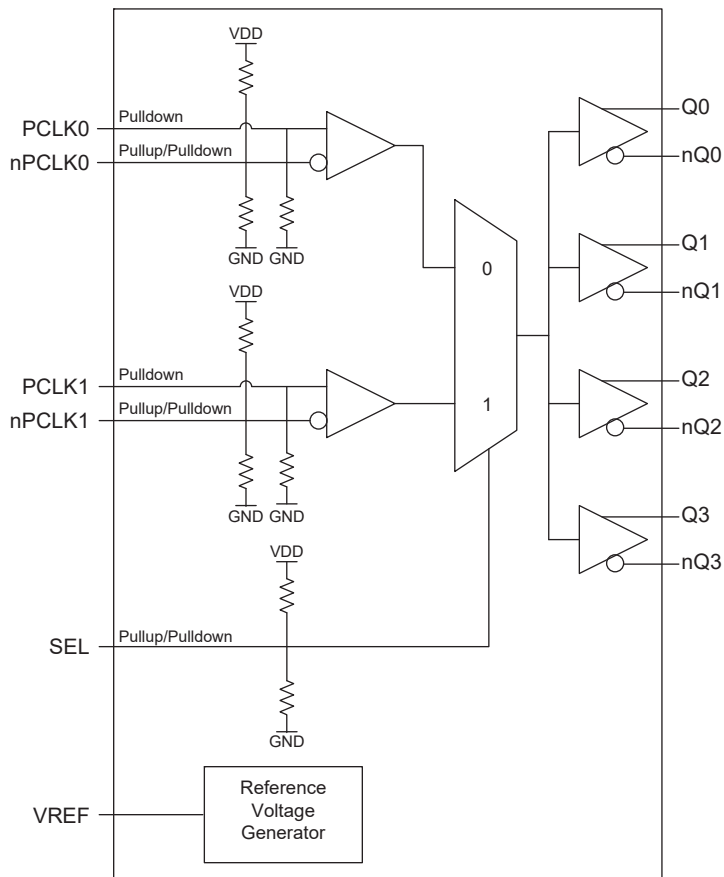 VDD
PCLK0
Pulldown
nPCLK0
Pullup/Pulldown
GND
GND
VDD
PCLK1
Pulldown
nPCLK1
Pullup/Pulldown
GND
GND
0
1
Q0
nQ0
Q1
nQ1
Q2
nQ2
Q3
nQ3
VDD
SEL
Pullup/Pulldown
GND
VREF
Reference
Voltage
Generator